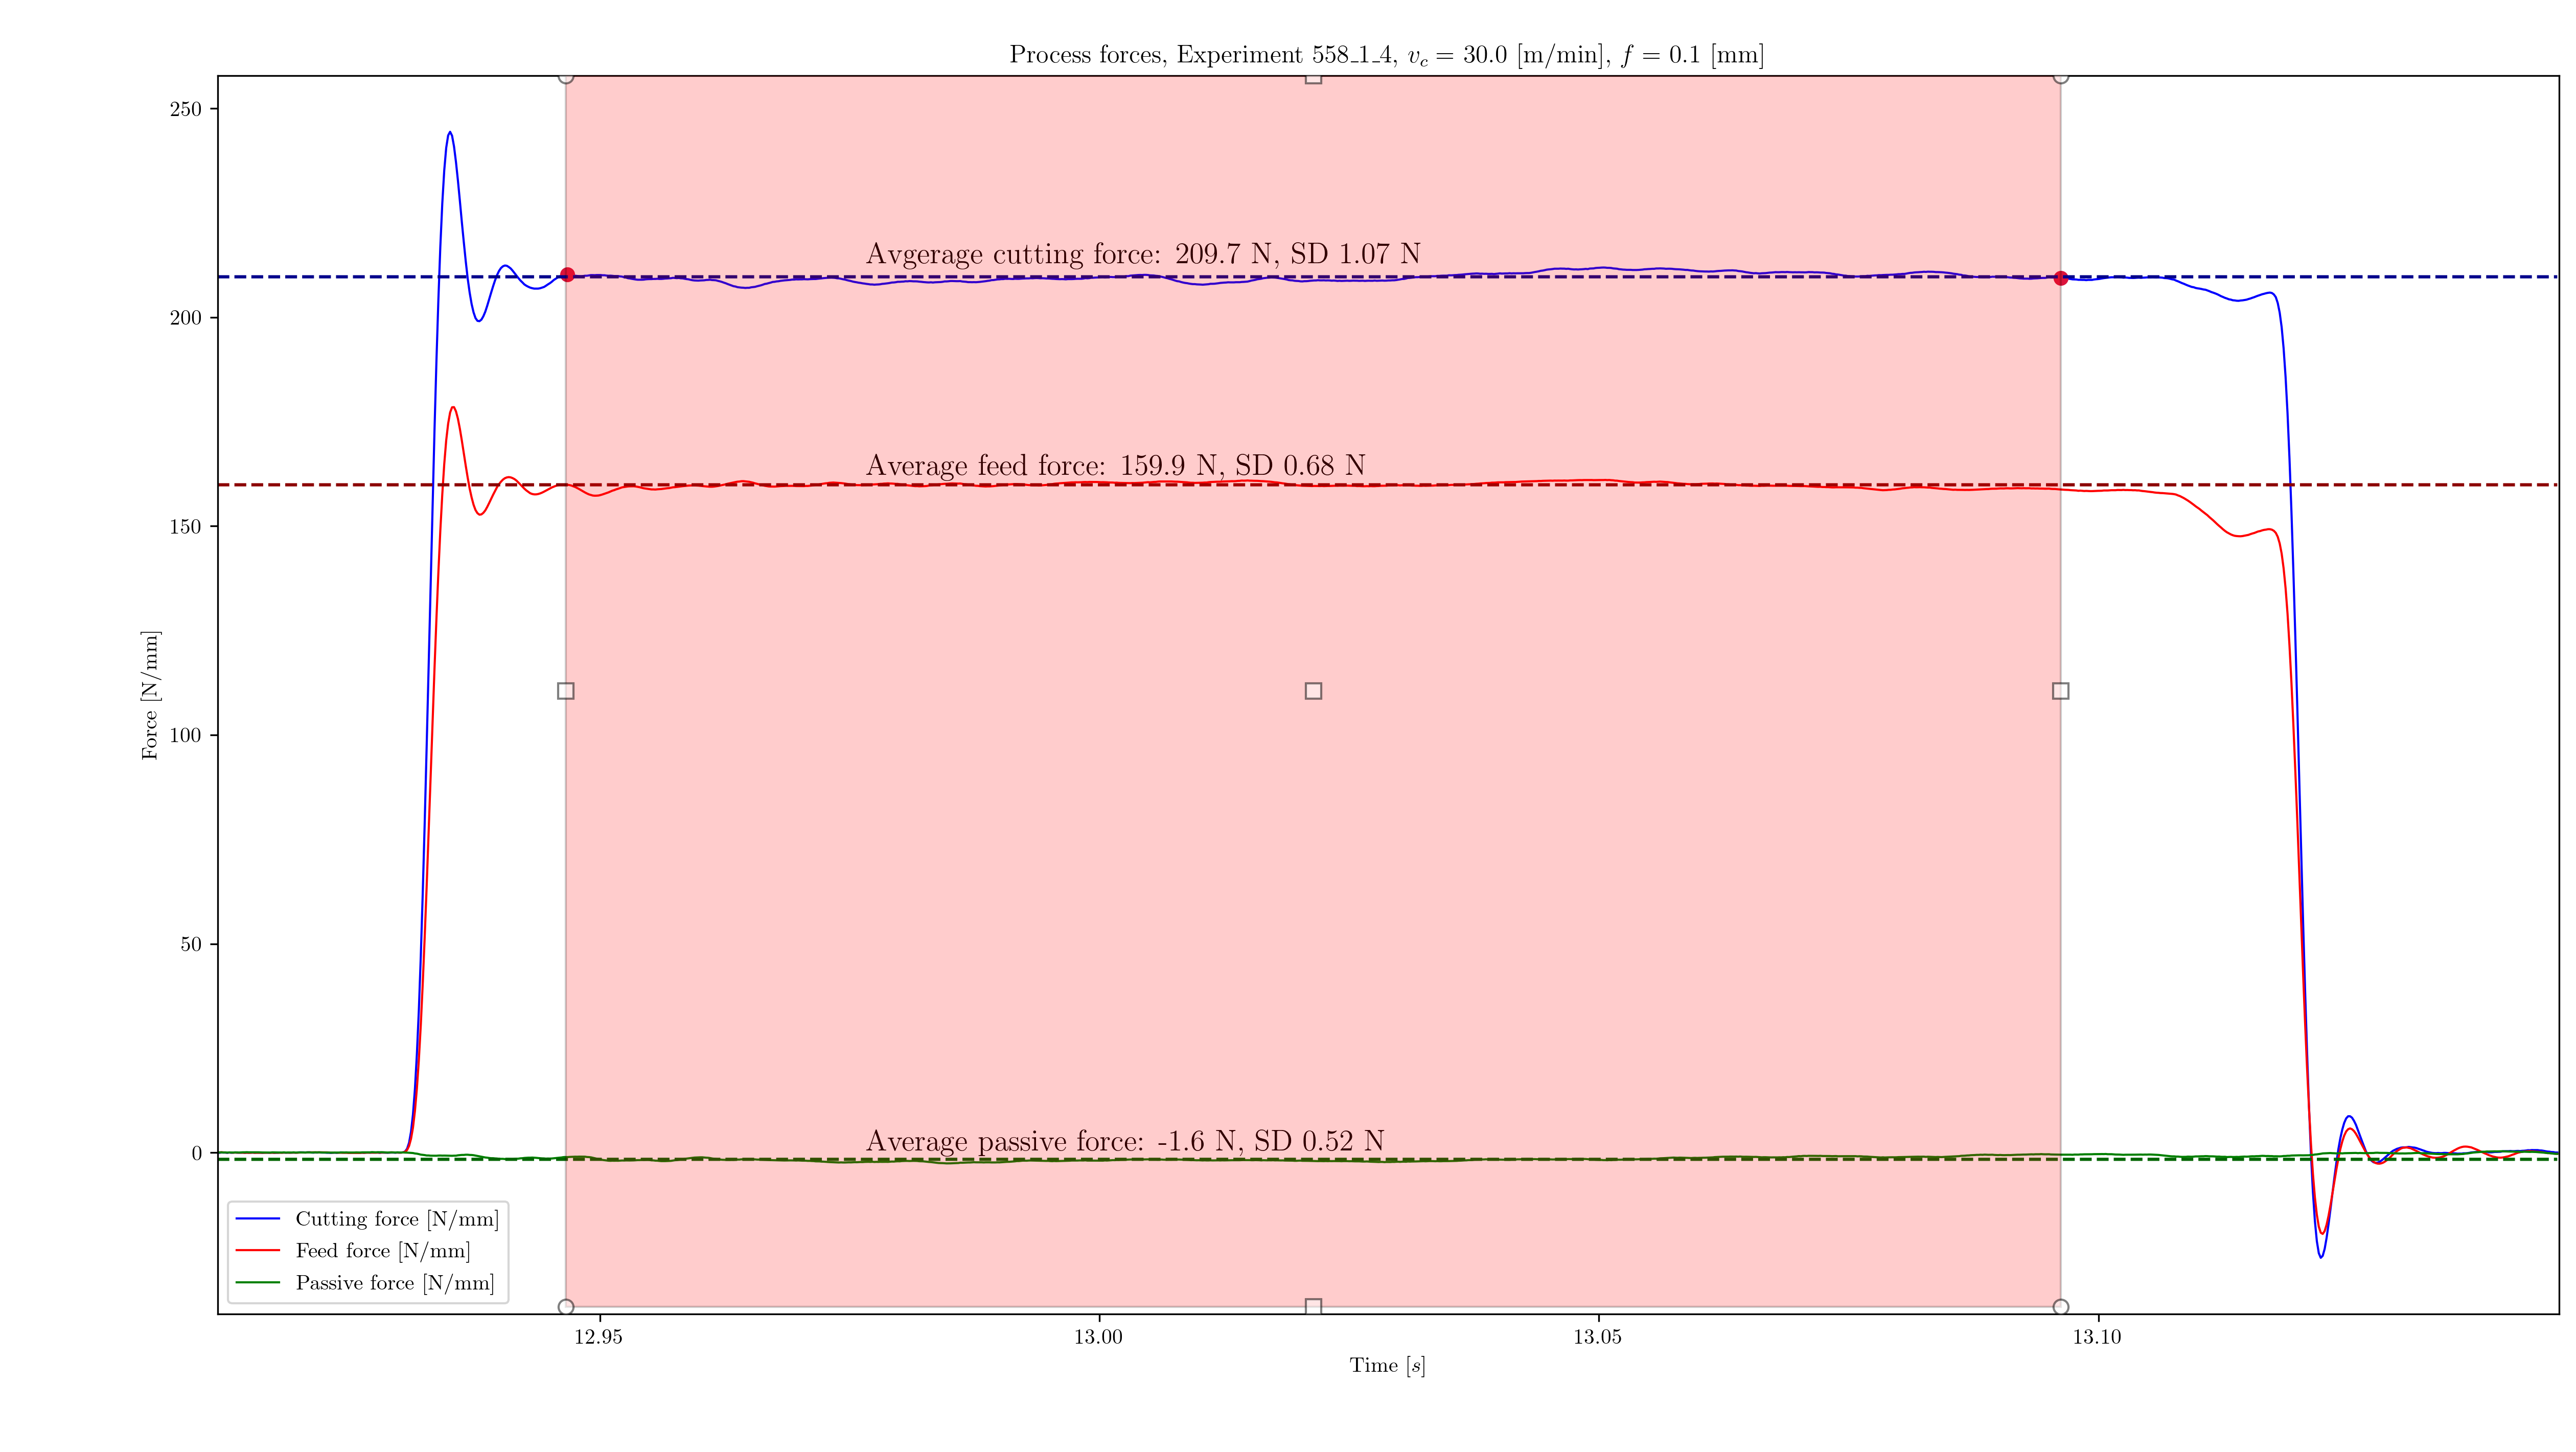 Process forces, Experiment 558_1_4, v_c = 30.0 [m/min], f = 0.1 [mm]
250
200
150
100
50
0
Force [N/mm]
Avgerage cutting force: 209.7 N, SD 1.07 N
Average feed force: 159.9 N, SD 0.68 N
Average passive force: -1.6 N, SD 0.52 N
Cutting force [N/mm]
Feed force [N/mm]
Passive force [N/mm]
12.95 13.00 13.05 13.10
Time [s]